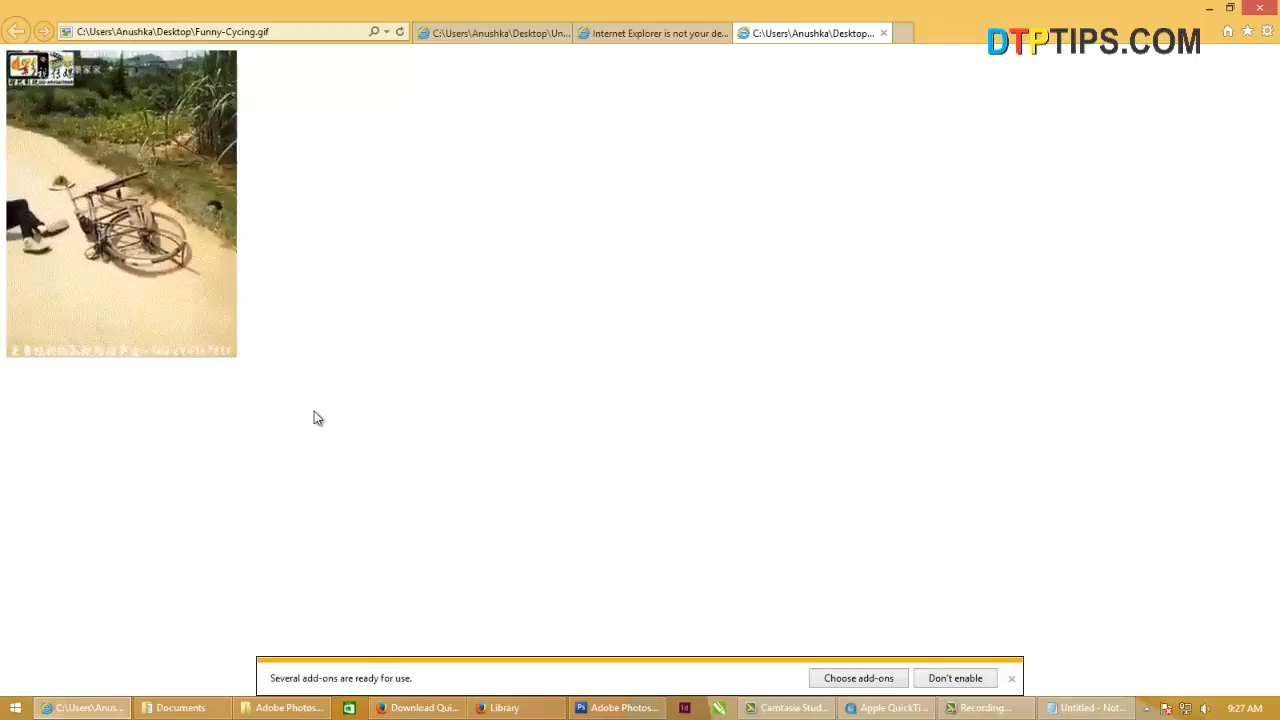 C:\Users\Anushka\Desktop\Funny-Cycing.gif
C:\Users\Anushka\Desktop\Un...
Internet Explorer is not your de...
C:\Users\Anushka\Desktop...
DTPTIPS.COM
Several add-ons are ready for use.
Choose add-ons
Don't enable
C:\Users\Anus...
Documents
Adobe Photos...
Download Qui...
Library
Adobe Photos...
Id
Camtasia Stud...
Apple QuickTi...
Recording...
Untitled - Not...
9:27 AM